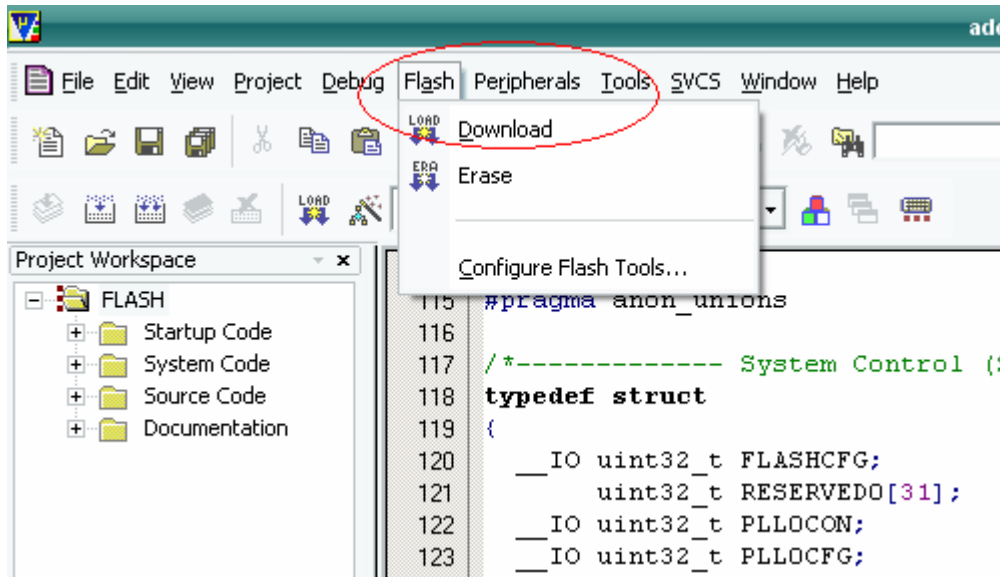 ade
File Edit View Project Debug Flash Peripherals Tools SVCS Window Help
LOAD Download
ERA Erase
LOAD
Configure Flash Tools...
Project Workspace
FLASH
Startup Code
System Code
Source Code
Documentation
115 #pragma anon_unions
116
117 /*------------- System Control (
118 typedef struct
119 {
120 __IO uint32_t FLASHCFG;
121 uint32_t RESERVED0[31];
122 __IO uint32_t PLL0CON;
123 __IO uint32_t PLL0CFG;